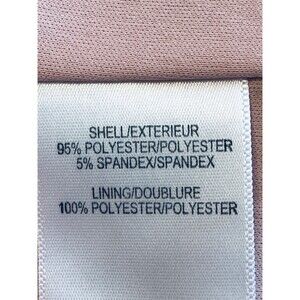 SHELL/EXTERIEUR
95% POLYESTER/POLYESTER
5% SPANDEX/SPANDEX
LINING/DOUBLURE
100% POLYESTER/POLYESTER